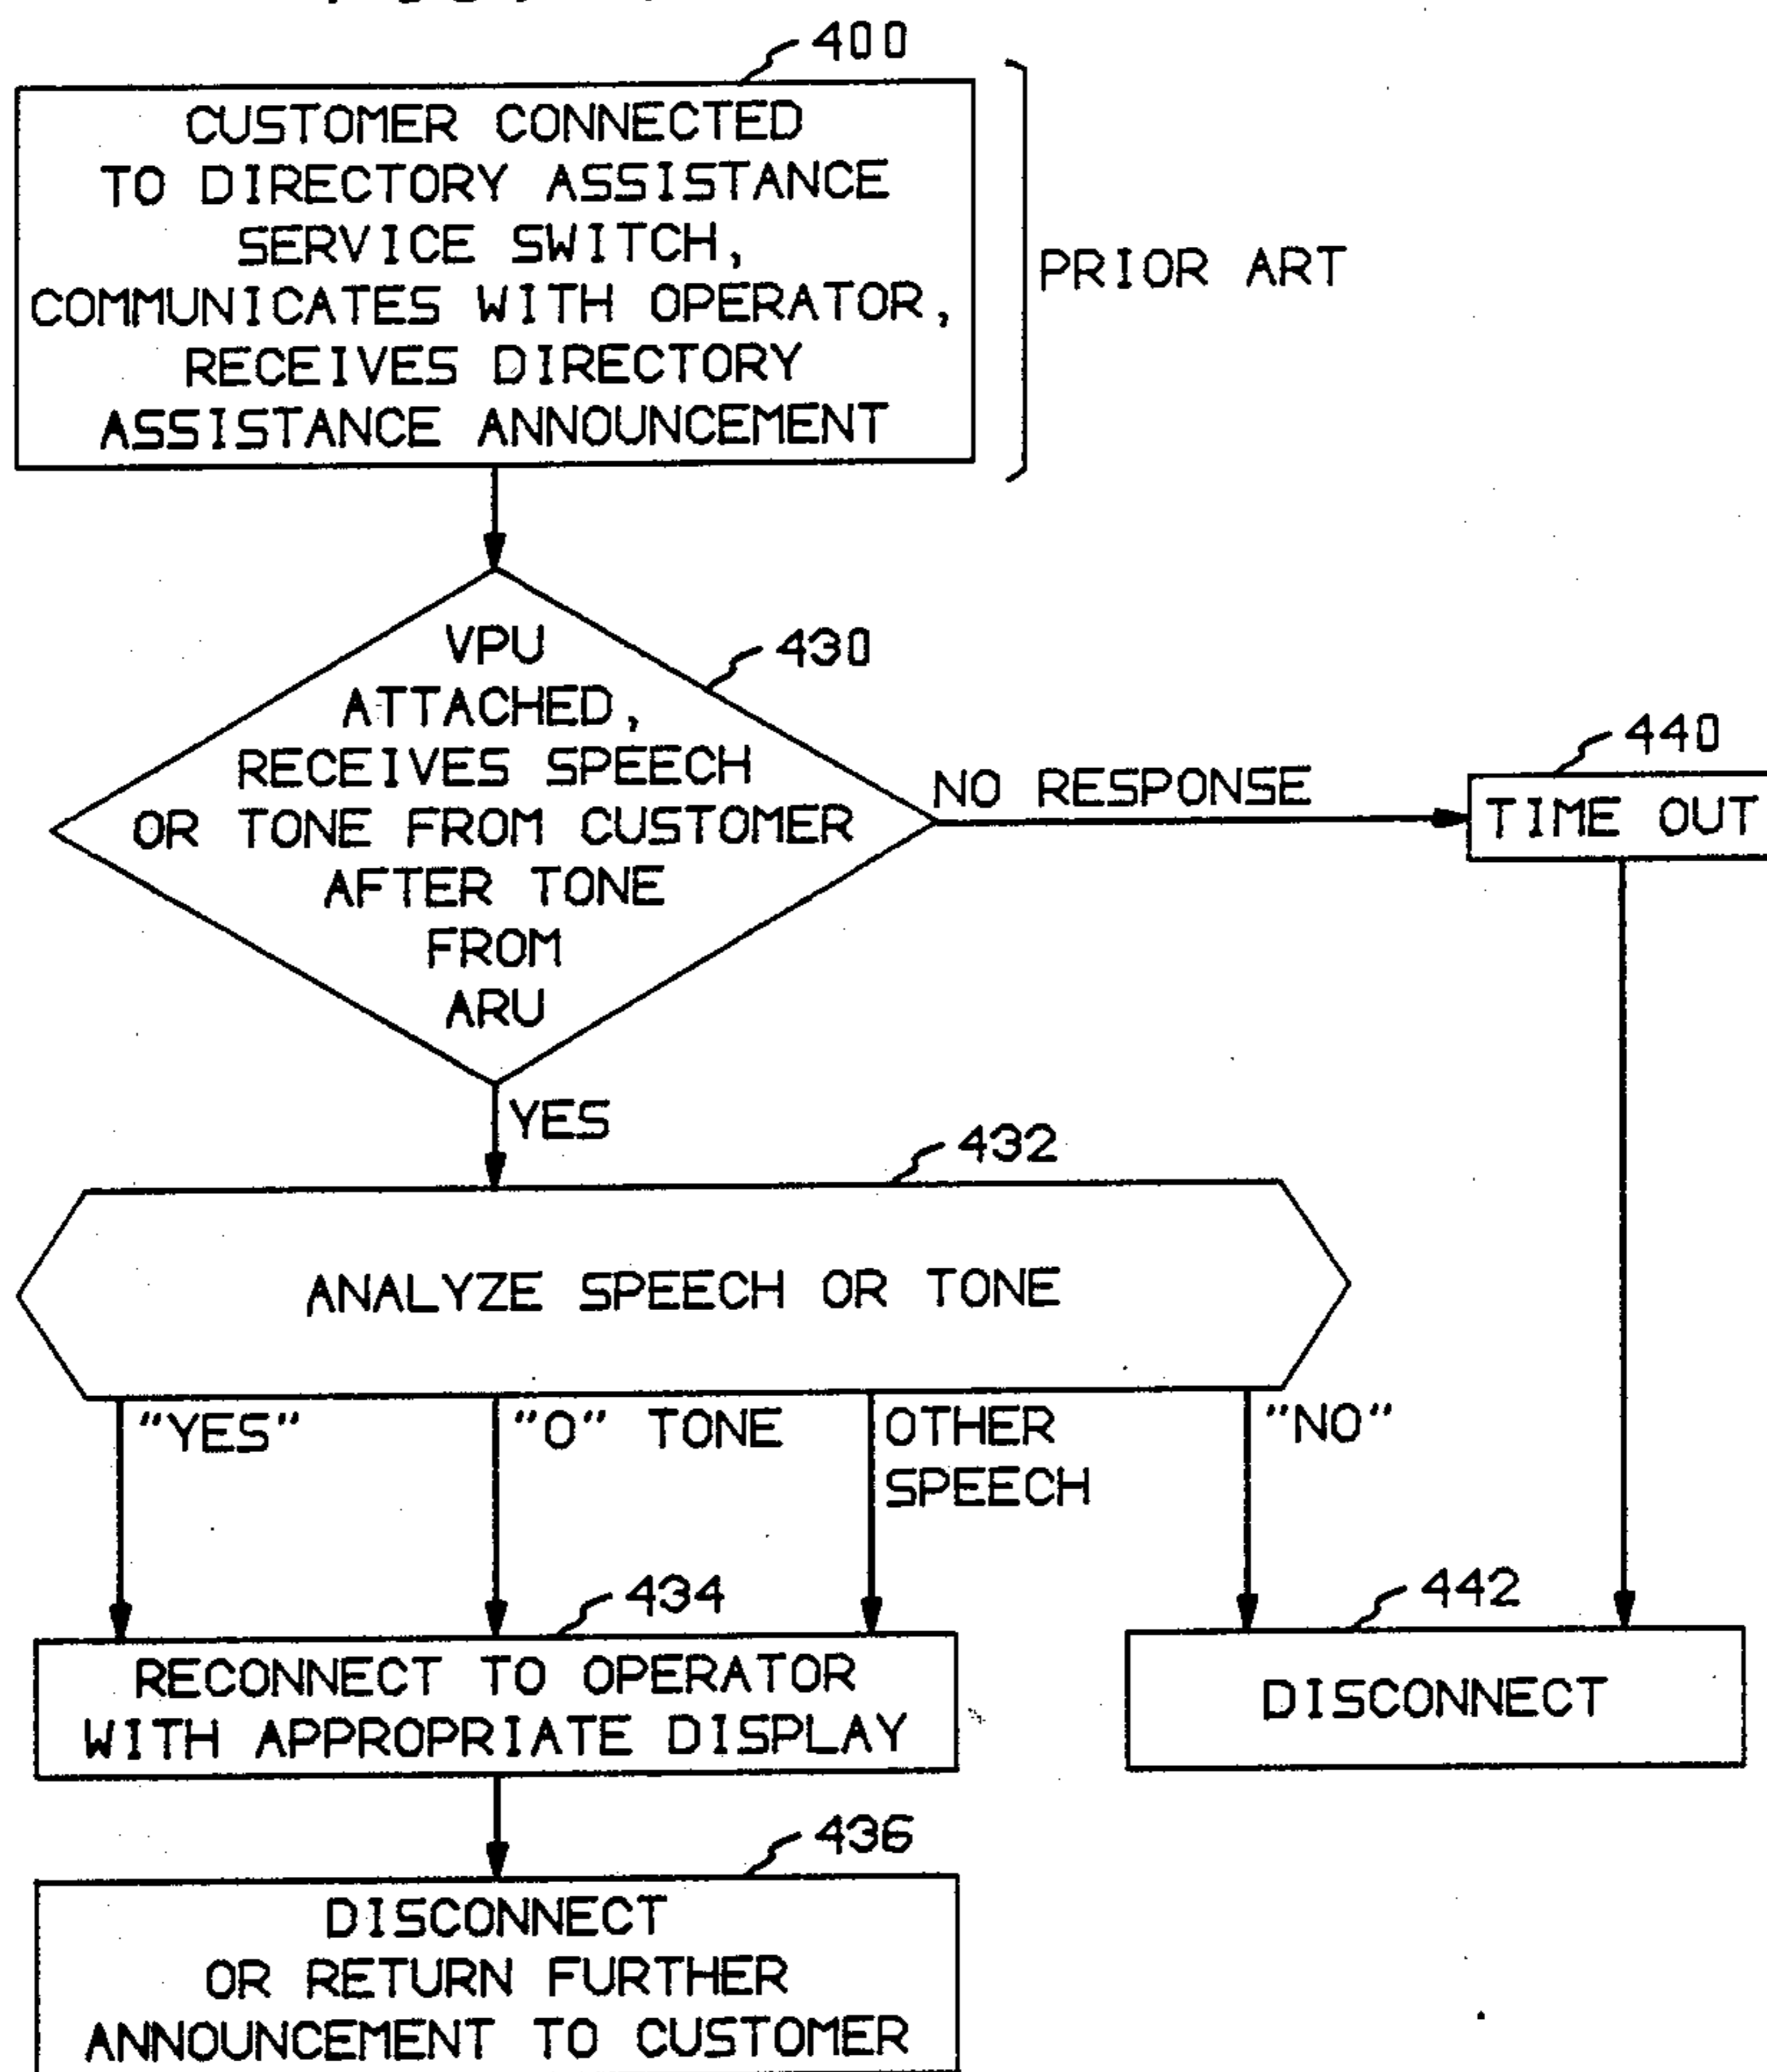 400
CUSTOMER CONNECTED
TO DIRECTORY ASSISTANCE
SERVICE SWITCH,
COMMUNICATES WITH OPERATOR,
RECEIVES DIRECTORY
ASSISTANCE ANNOUNCEMENT
PRIOR ART
430
VPU
ATTACHED,
RECEIVES SPEECH
OR TONE FROM CUSTOMER
AFTER TONE
FROM
ARU
NO RESPONSE
440
TIME OUT
YES
432
ANALYZE SPEECH OR TONE
"YES"
"O" TONE
OTHER
SPEECH
"NO"
434
RECONNECT TO OPERATOR
WITH APPROPRIATE DISPLAY
442
DISCONNECT
436
DISCONNECT
OR RETURN FURTHER
ANNOUNCEMENT TO CUSTOMER